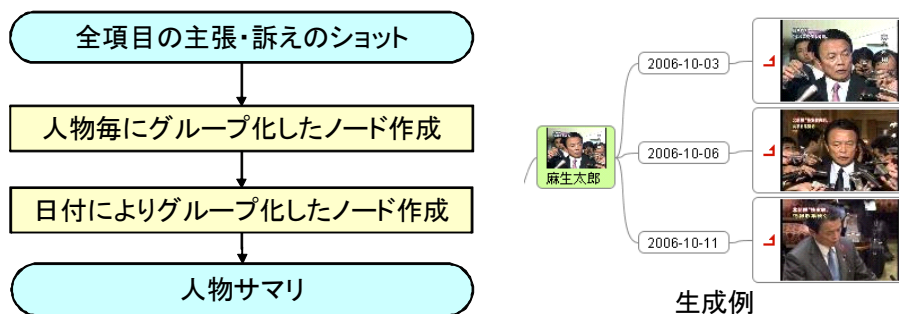 全項目の主張・訴えのショット
人物毎にグループ化したノード作成
日付によりグループ化したノード作成
人物サマリ
麻生太郎
2006-10-03
2006-10-06
2006-10-11
生成例